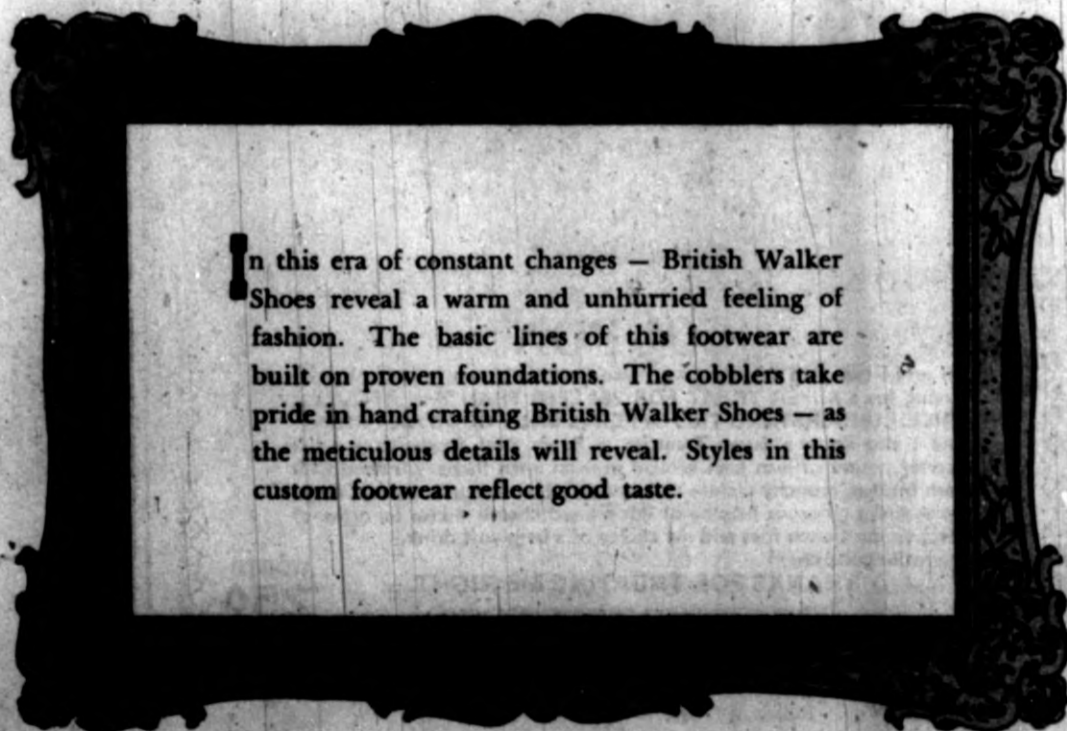 In this era of constant changes — British Walker
Shoes reveal a warm and unhurried feeling of
fashion. The basic lines of this footwear are
built on proven foundations. The cobblers take
pride in hand crafting British Walker Shoes — as
the meticulous details will reveal. Styles in this
custom footwear reflect good taste.